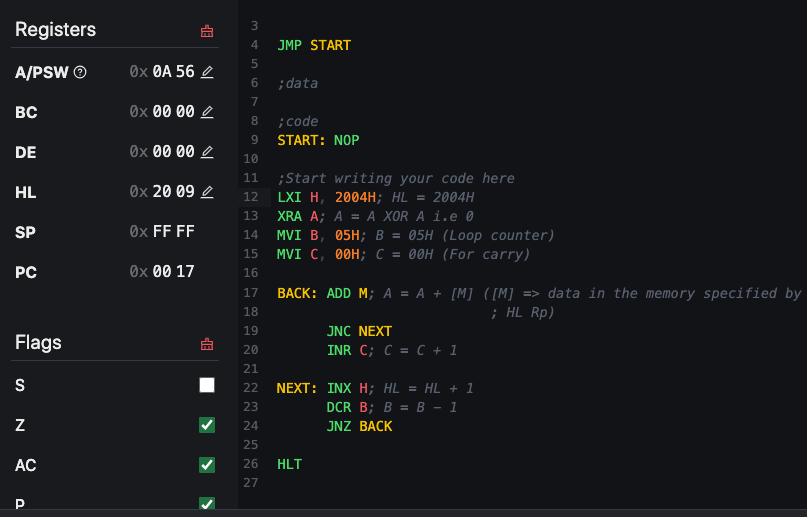 Registers
A/PSW ? 0x 0A 56
BC 0x 00 00
DE 0x 00 00
HL 0x 20 09
SP 0x FF FF
PC 0x 00 17
Flags
S
Z
AC
P
3
4 JMP START
5
6 ;data
7
8 ;code
9 START: NOP
10
11 ;Start writing your code here
12 LXI H, 2004H; HL = 2004H
13 XRA A; A = A XOR A i.e 0
14 MVI B, 05H; B = 05H (Loop counter)
15 MVI C, 00H; C = 00H (For carry)
16
17 BACK: ADD M; A = A + [M] ([M] => data in the memory specified by
18 ; HL Rp)
19 JNC NEXT
20 INR C; C = C + 1
21
22 NEXT: INX H; HL = HL + 1
23 DCR B; B = B - 1
24 JNZ BACK
25
26 HLT
27